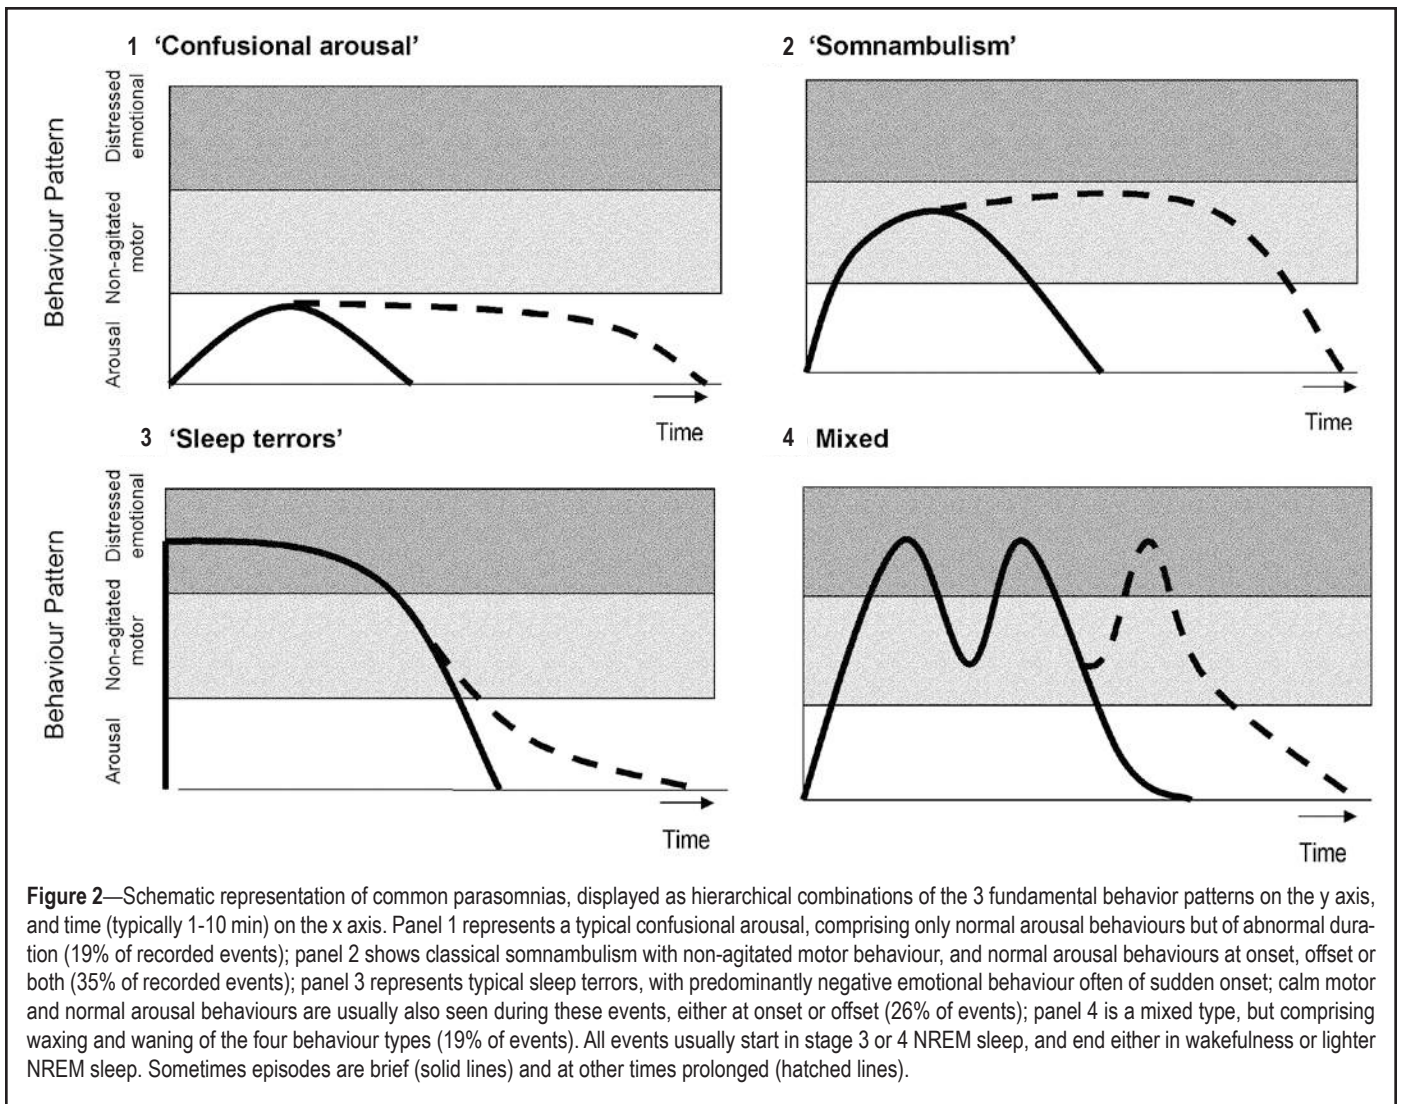 1 ‘Confusional arousal’
Behaviour Pattern
Distressed
emotional
Non-agitated
motor
Arousal
Time
2 ‘Somnambulism’
Time
3 ‘Sleep terrors’
Behaviour Pattern
Distressed
emotional
Non-agitated
motor
Arousal
Time
4 Mixed
Time
Figure 2—Schematic representation of common parasomnias, displayed as hierarchical combinations of the 3 fundamental behavior patterns on the y axis,
and time (typically 1-10 min) on the x axis. Panel 1 represents a typical confusional arousal, comprising only normal arousal behaviours but of abnormal dura-
tion (19% of recorded events); panel 2 shows classical somnambulism with non-agitated motor behaviour, and normal arousal behaviours at onset, offset or
both (35% of recorded events); panel 3 represents typical sleep terrors, with predominantly negative emotional behaviour often of sudden onset; calm motor
and normal arousal behaviours are usually also seen during these events, either at onset or offset (26% of events); panel 4 is a mixed type, but comprising
waxing and waning of the four behaviour types (19% of events). All events usually start in stage 3 or 4 NREM sleep, and end either in wakefulness or lighter
NREM sleep. Sometimes episodes are brief (solid lines) and at other times prolonged (hatched lines).